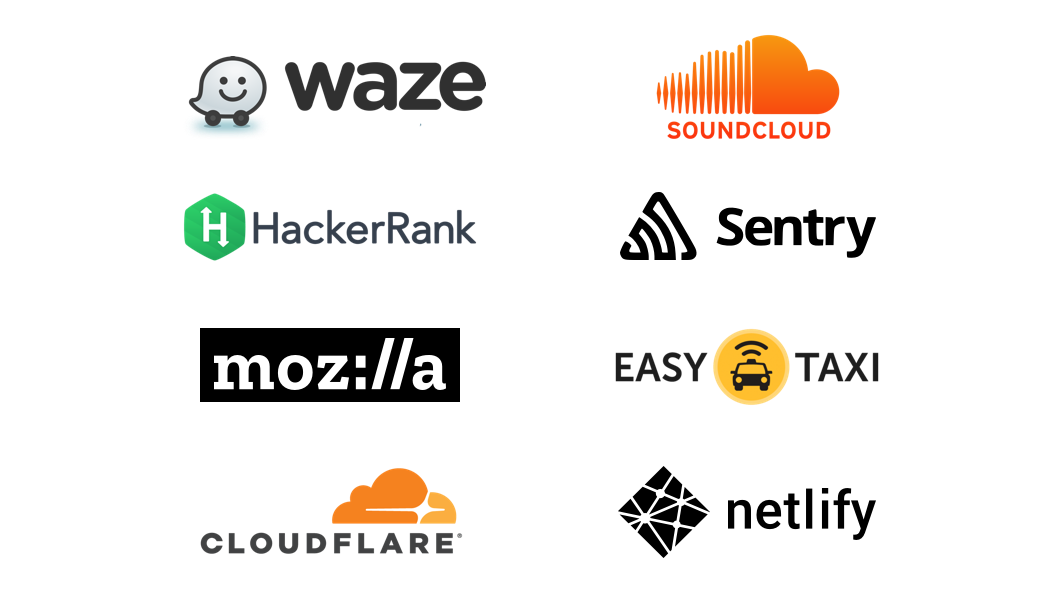 waze
SOUNDCLOUD
H HackerRank
Sentry
moz://a
EASY TAXI
CLOUDFLARE®
netlify